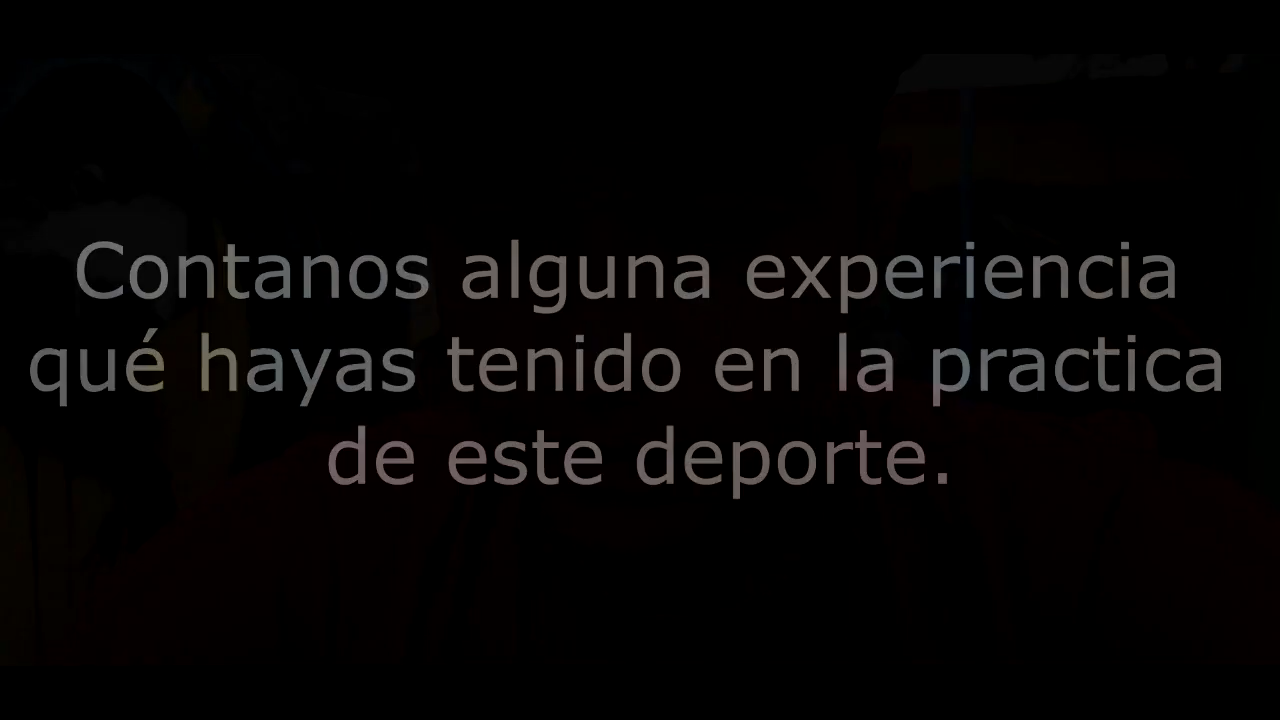 Contanos alguna experiencia
qué hayas tenido en la practica
de este deporte.